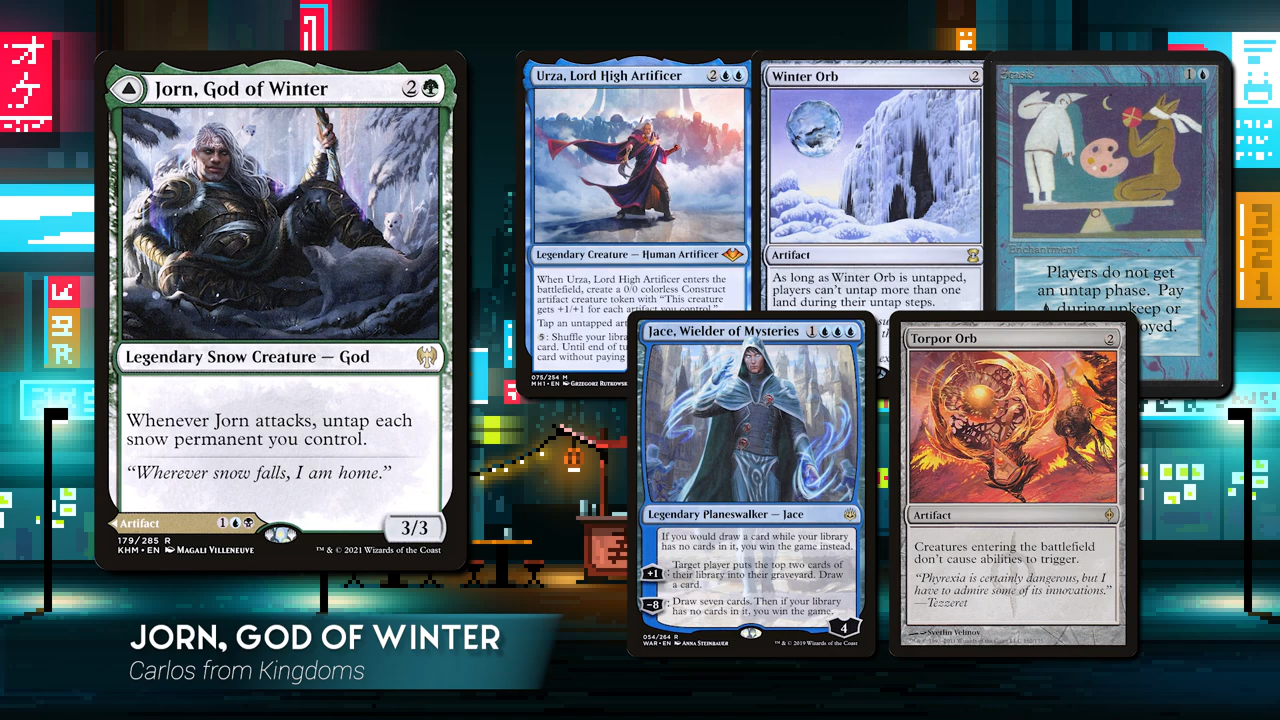 オケ
Jorn, God of Winter 2
Legendary Snow Creature — God
Whenever Jorn attacks, untap each
snow permanent you control.
“Wherever snow falls, I am home.”
Artifact 1
3/3
179/285 R
KHM • EN Magali Villeneuve
™ & © 2021 Wizards of the Coast
JORN, GOD OF WINTER
Carlos from Kingdoms
Urza, Lord High Artificer 2
Legendary Creature — Human Artificer
When Urza, Lord High Artificer enters the
battlefield, create a 0/0 colorless Construct
artifact creature token with “This creature
gets +1/+1 for each artifact you control.”
Tap an untapped art
5: Shuffle your libra
card. Until end of tu
card without paying
075/254 M
MH1 • EN Grzegorz Rutkows
Winter Orb 2
Artifact
As long as Winter Orb is untapped,
players can’t untap more than one
land during their untap steps.
Stasis 1
Enchantment
Players do not get
an untap phase. Pay
during upkeep or
oyed.
Jace, Wielder of Mysteries 1
Legendary Planeswalker — Jace
If you would draw a card while your library
has no cards in it, you win the game instead.
+1: Target player puts the top two cards of
their library into their graveyard. Draw
a card.
−8: Draw seven cards. Then if your library
has no cards in it, you win the game.
4
054/264 R
WAR • EN Anna Steinbauer
™ & © 2019 Wizards of the Coast
Torpor Orb 2
Artifact
Creatures entering the battlefield
don’t cause abilities to trigger.
“Phyrexia is certainly dangerous, but I
have to admire some of its innovations.”
—Tezzeret
Svetlin Velinov